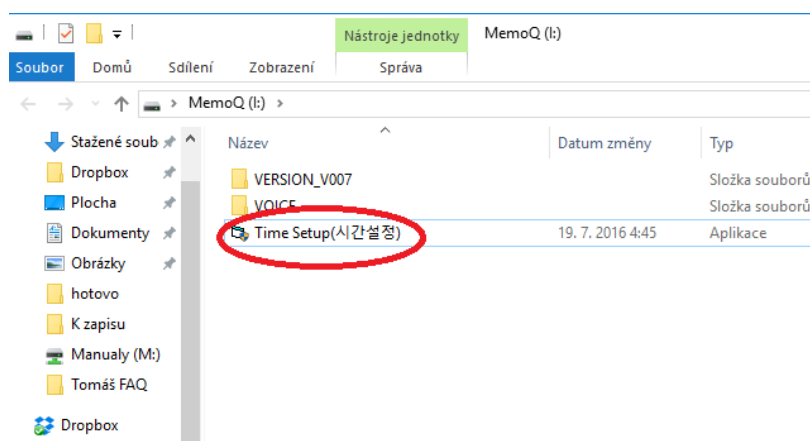 Nástroje jednotky MemoQ (I:)
Soubor Domů Sdílení Zobrazení Správa
MemoQ (I:)
Stažené soub Název Datum změny Typ
Dropbox VERSION_V007 Složka souborů
Plocha VOICE Složka souborů
Dokumenty Time Setup(시간설정) 19. 7. 2016 4:45 Aplikace
Obrázky
hotovo
K zapisu
Manualy (M:)
Tomáš FAQ
Dropbox